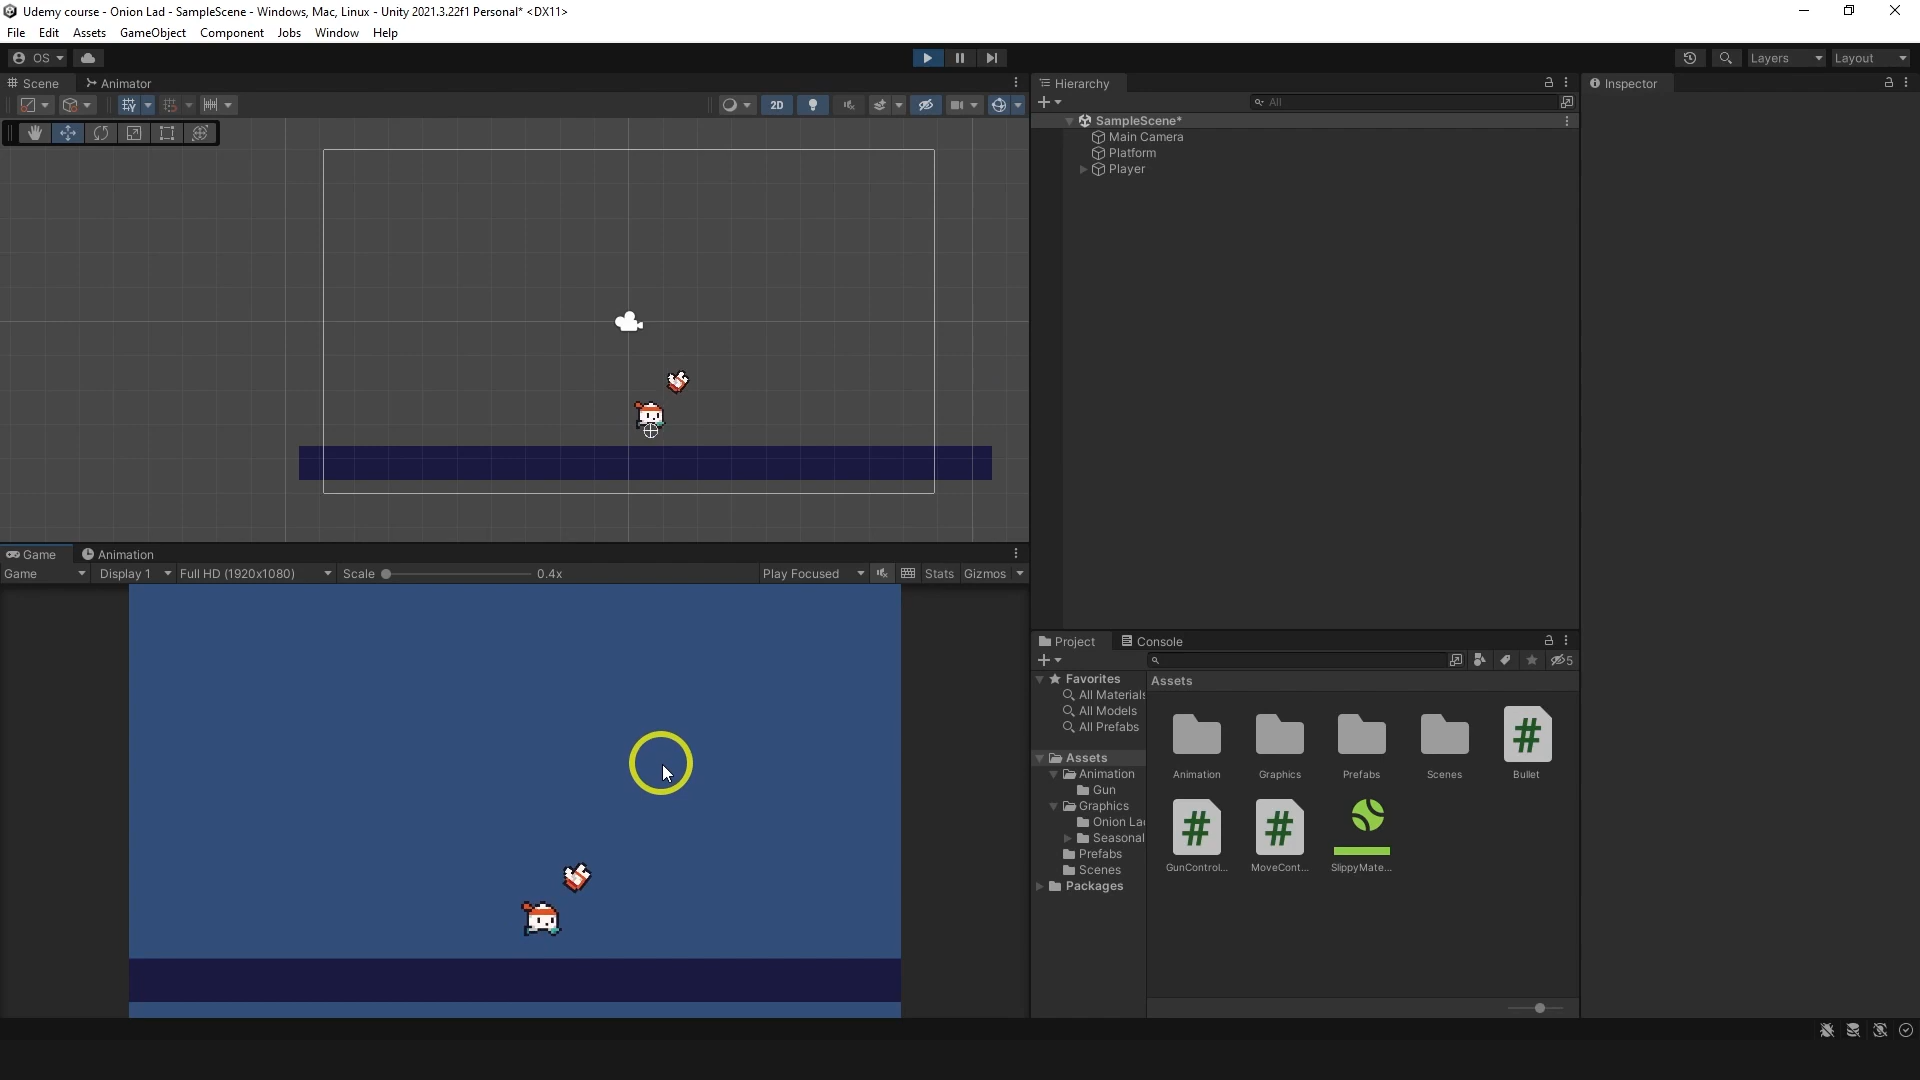 Udemy course - Onion Lad - SampleScene - Windows, Mac, Linux - Unity 2021.3.22f1 Personal* <DX11>
File Edit Assets GameObject Component Jobs Window Help
OS
Layers
Layout
Scene
Animator
2D
Hierarchy
All
SampleScene*
Main Camera
Platform
Player
Inspector
Game
Animation
Game
Display 1
Full HD (1920x1080)
Scale
0.4x
Play Focused
Stats
Gizmos
Project
Console
5
Favorites
All Materials
All Models
All Prefabs
Assets
Animation
Gun
Graphics
Onion La
Seasonal
Prefabs
Scenes
Packages
Assets
Animation
Graphics
Prefabs
Scenes
Bullet
GunControl...
MoveCont...
SlippyMate...